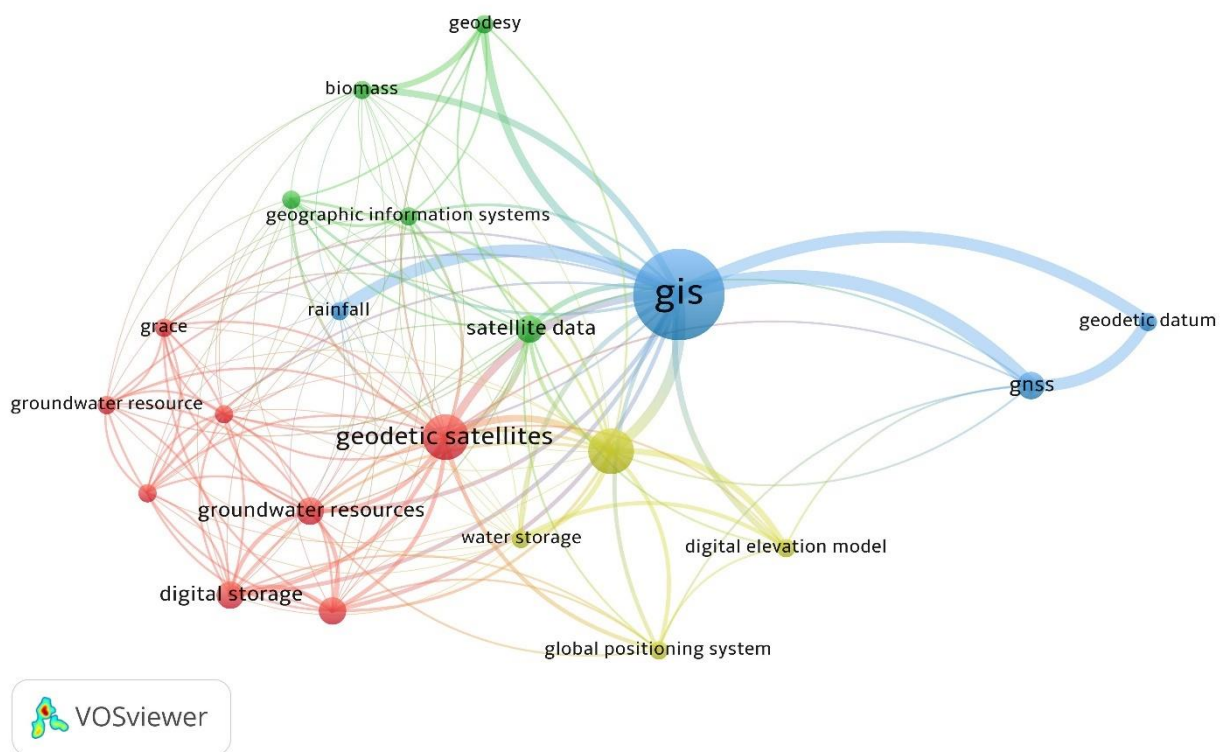 geodesy
biomass
geographic information systems
gis
rainfall
satellite data
grace
geodetic datum
gnss
groundwater resource
geodetic satellites
groundwater resources
water storage
digital elevation model
digital storage
global positioning system
VOSviewer